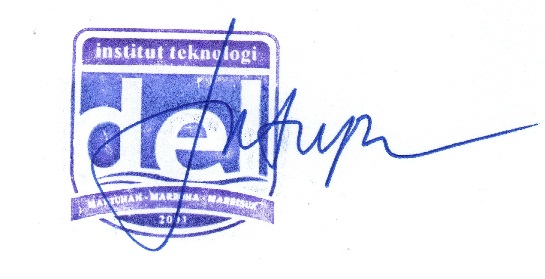 institut teknologi
del
MARTUHAN · MARROHA · MARBISUK
2001